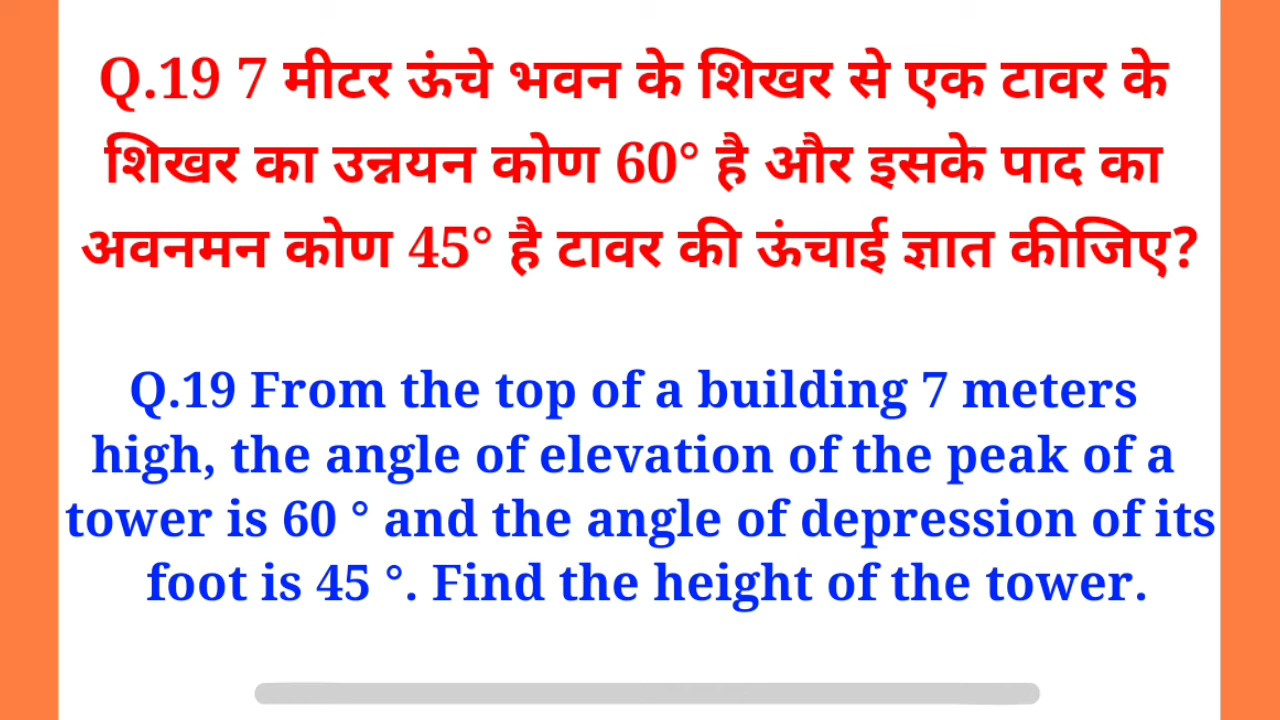 Q.19 7 मीटर ऊंचे भवन के शिखर से एक टावर के
शिखर का उन्नयन कोण 60° है और इसके पाद का
अवनमन कोण 45° है टावर की ऊंचाई ज्ञात कीजिए?
Q.19 From the top of a building 7 meters
high, the angle of elevation of the peak of a
tower is 60 ° and the angle of depression of its
foot is 45 °. Find the height of the tower.